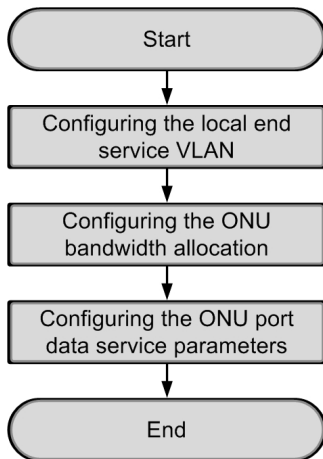 Start
Configuring the local end
service VLAN
Configuring the ONU
bandwidth allocation
Configuring the ONU port
data service parameters
End